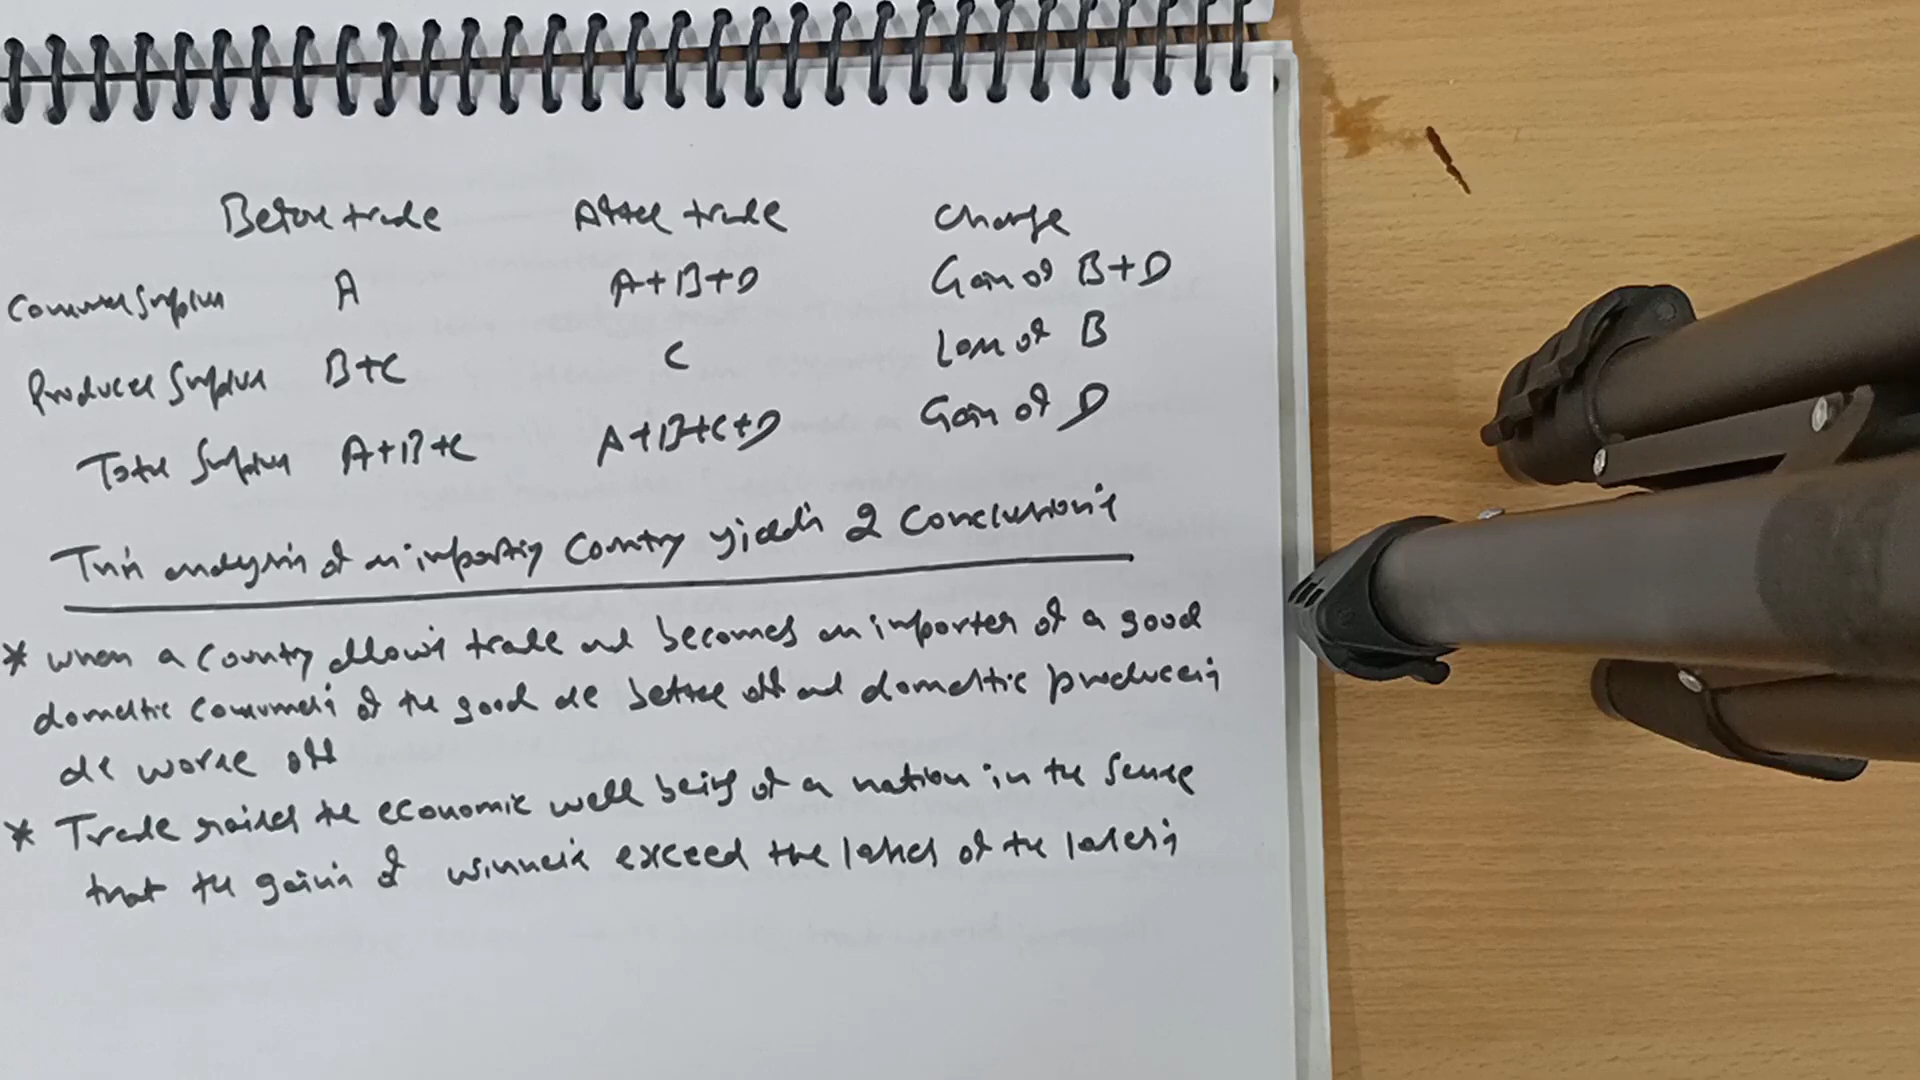 Before trade After trade Change
Consumer Surplus A A+B+D Gain of B+D
Producer Surplus B+C C Loss of B
Total Surplus A+B+C A+B+C+D Gain of D
This analysis of an importing Country yields 2 Conclusions
* when a country allows trade and becomes an importer of a good
domestic consumers of the good are better off and domestic producers
are worse off
* Trade raises the economic well being of a nation in the sense
that the gains of winners exceed the losses of the losers